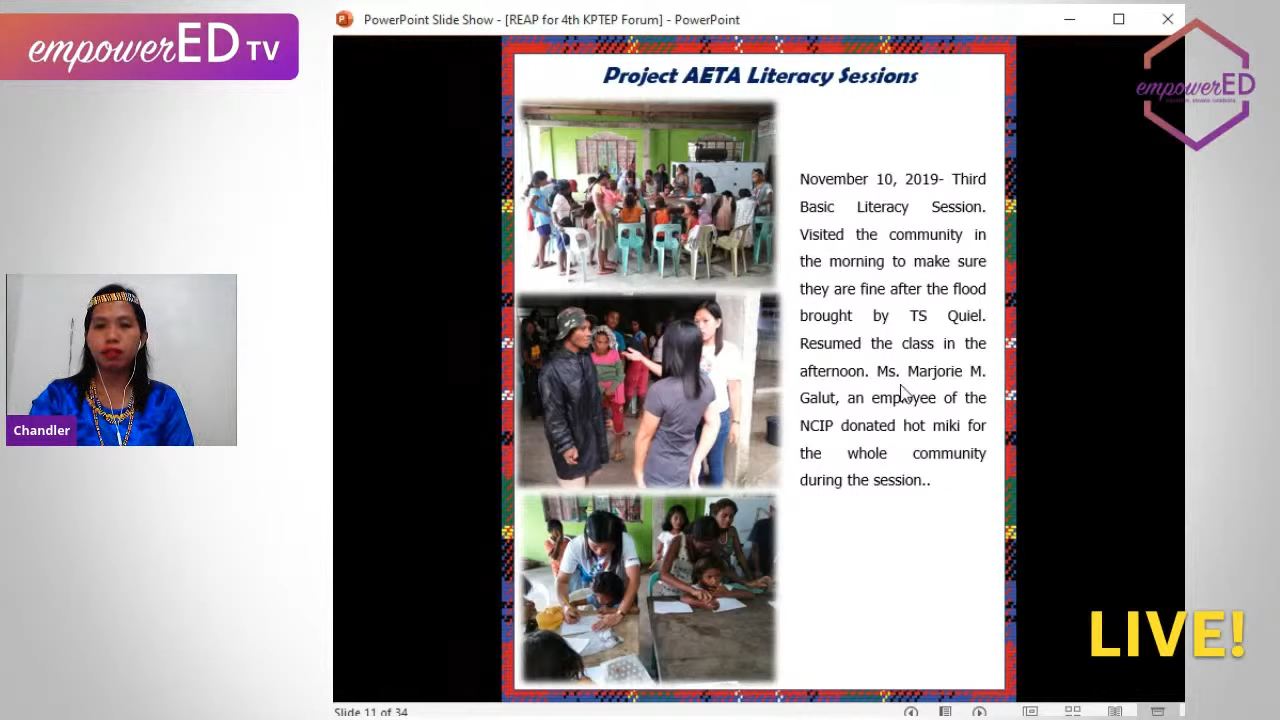 empowerED TV
PowerPoint Slide Show - [REAP for 4th KPTEP Forum] - PowerPoint
empowerED
Project AETA Literacy Sessions
November 10, 2019- Third
Basic Literacy Session.
Visited the community in
the morning to make sure
they are fine after the flood
brought by TS Quiel.
Resumed the class in the
afternoon. Ms. Marjorie M.
Galut, an employee of the
NCIP donated hot miki for
the whole community
during the session..
Chandler
LIVE!
Slide 11 of 34